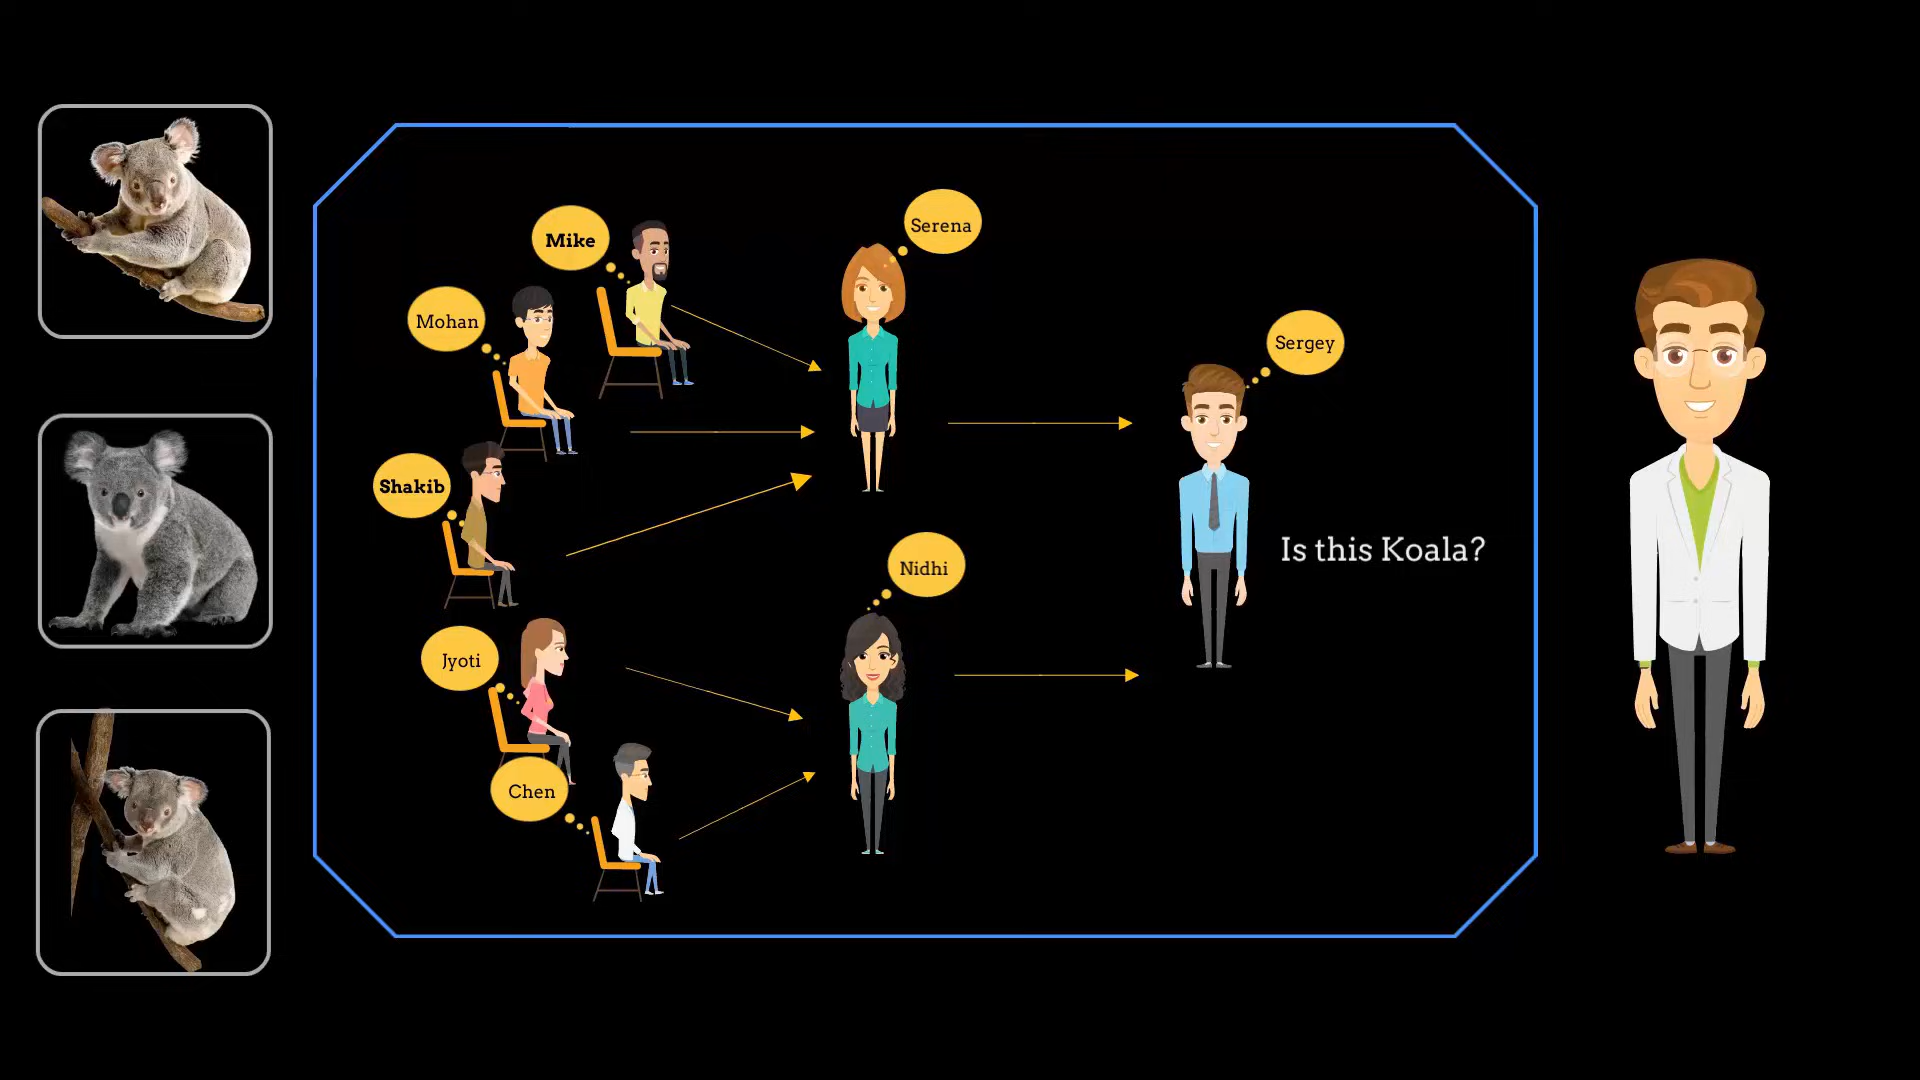 Serena
Mike
Mohan
Sergey
Shakib
Is this Koala?
Nidhi
Jyoti
Chen